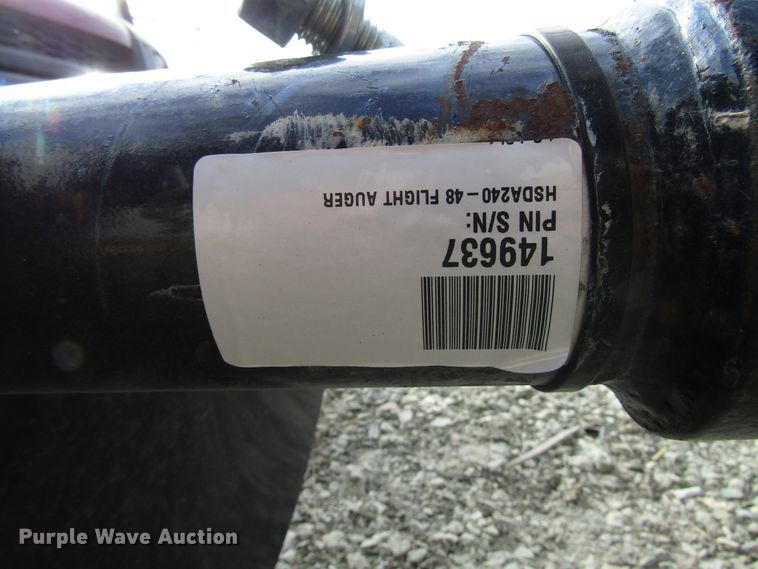 149637
PIN S/N:
HSDA240-48 FLIGHT AUGER
Purple Wave Auction